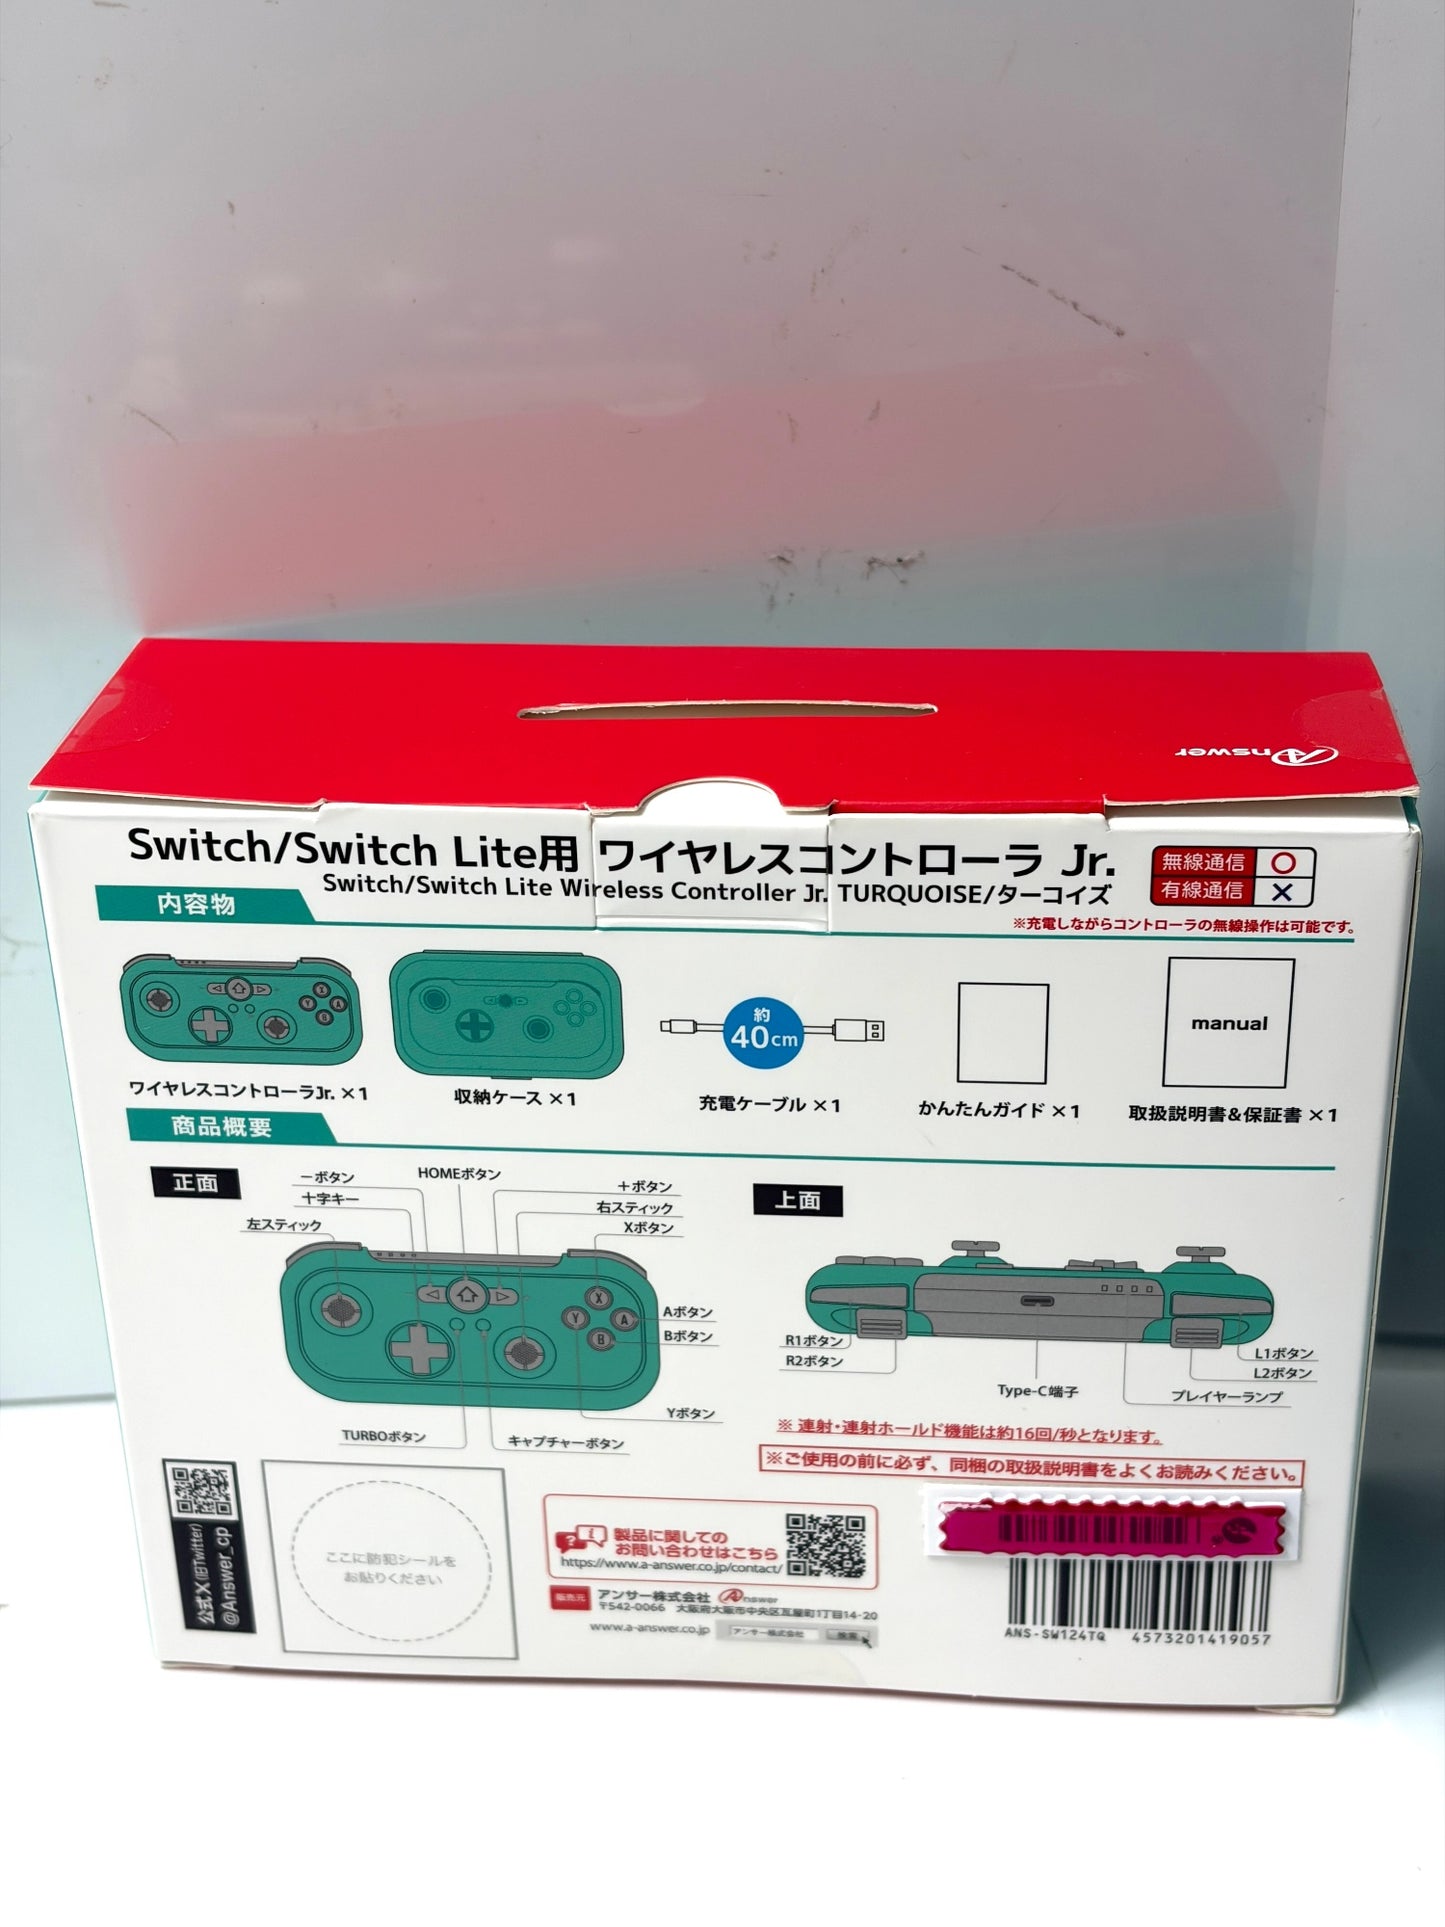 Answer
Switch/Switch Lite用 ワイヤレスコントローラ Jr.
Switch/Switch Lite Wireless Controller Jr. TURQUOISE/ターコイズ
無線通信 ○
有線通信 ×
※充電しながらコントローラの無線操作は可能です。
内容物
X
Y A
B
約
40cm
manual
ワイヤレスコントローラJr. ×1
収納ケース ×1
充電ケーブル ×1
かんたんガイド ×1
取扱説明書&保証書 ×1
商品概要
正面
−ボタン
HOMEボタン
+ボタン
十字キー
右スティック
左スティック
Xボタン
X
Y A
B
Aボタン
Bボタン
Yボタン
TURBOボタン
キャプチャーボタン
上面
R1ボタン
R2ボタン
L1ボタン
L2ボタン
Type-C端子
プレイヤーランプ
※ 連射・連射ホールド機能は約16回/秒となります。
※ご使用の前に必ず、同梱の取扱説明書をよくお読みください。
公式X(旧Twitter)
@Answer_cp
ここに防犯シールを
お貼りください
製品に関しての
お問い合わせはこちら
https://www.a-answer.co.jp/contact/
販売元
アンサー株式会社 Answer
〒542-0066 大阪府大阪市中央区瓦屋町1丁目14-20
www.a-answer.co.jp
アンサー株式会社 検索
ANS-SW124TQ 4573201419057